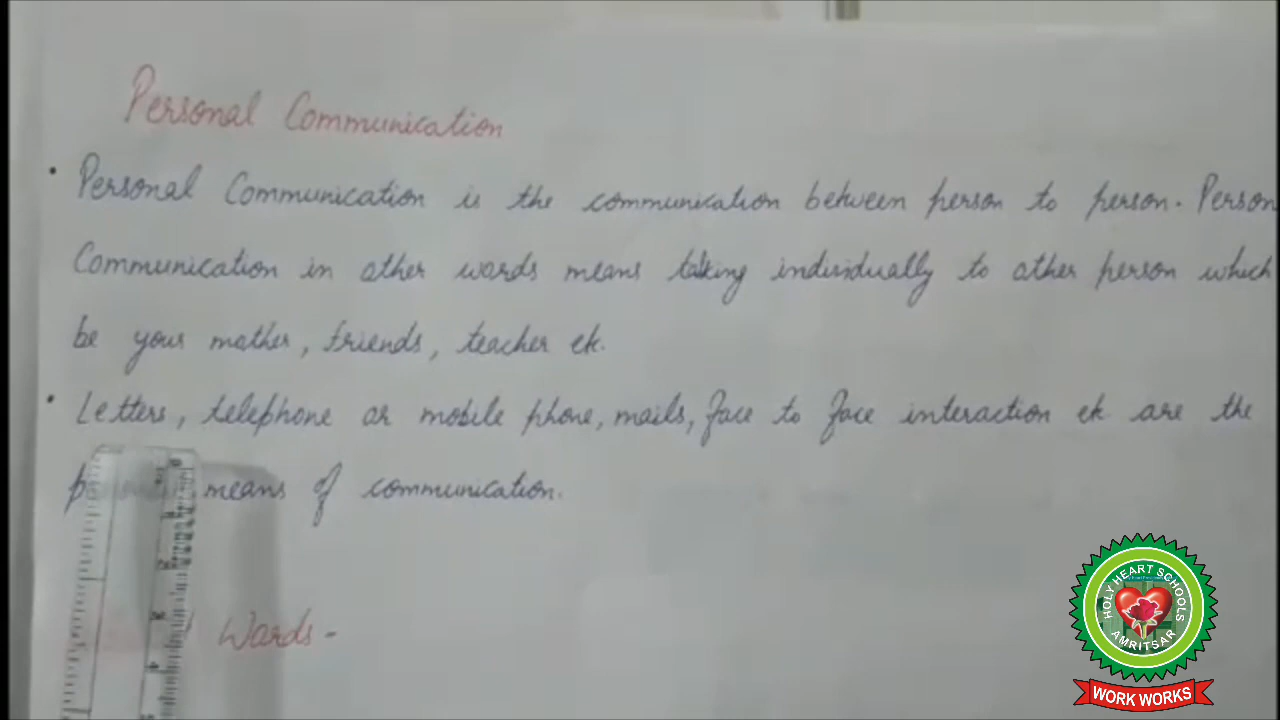 Personal Communication
• Personal Communication is the communication between person to person. Person
Communication in other words means talking individually to other person which
be your mother, friends, teacher etc.
• Letters, telephone or mobile phone, mails, face to face interaction etc are the
means of communication.
Words -
HOLY HEART SCHOOLS
AMRITSAR
WORK WORKS